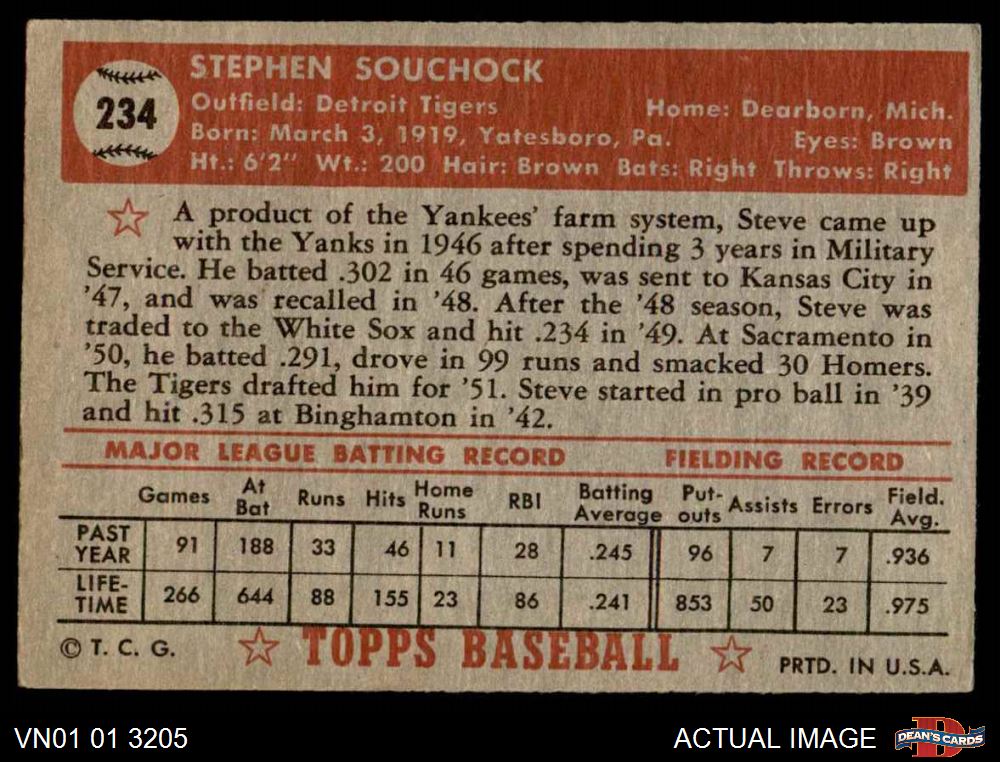 234
STEPHEN SOUCHOCK
Outfield: Detroit Tigers Home: Dearborn, Mich.
Born: March 3, 1919, Yatesboro, Pa. Eyes: Brown
Ht.: 6'2" Wt.: 200 Hair: Brown Bats: Right Throws: Right
A product of the Yankees' farm system, Steve came up
with the Yanks in 1946 after spending 3 years in Military
Service. He batted .302 in 46 games, was sent to Kansas City in
'47, and was recalled in '48. After the '48 season, Steve was
traded to the White Sox and hit .234 in '49. At Sacramento in
'50, he batted .291, drove in 99 runs and smacked 30 Homers.
The Tigers drafted him for '51. Steve started in pro ball in '39
and hit .315 at Binghamton in '42.
MAJOR LEAGUE BATTING RECORD FIELDING RECORD
Games At Bat Runs Hits Home Runs RBI Batting Average Put-outs Assists Errors Field. Avg.
PAST YEAR 91 188 33 46 11 28 .245 96 7 7 .936
LIFE-TIME 266 644 88 155 23 86 .241 853 50 23 .975
© T. C. G. TOPPS BASEBALL PRTD. IN U.S.A.
VN01 01 3205 ACTUAL IMAGE DEAN'S CARDS